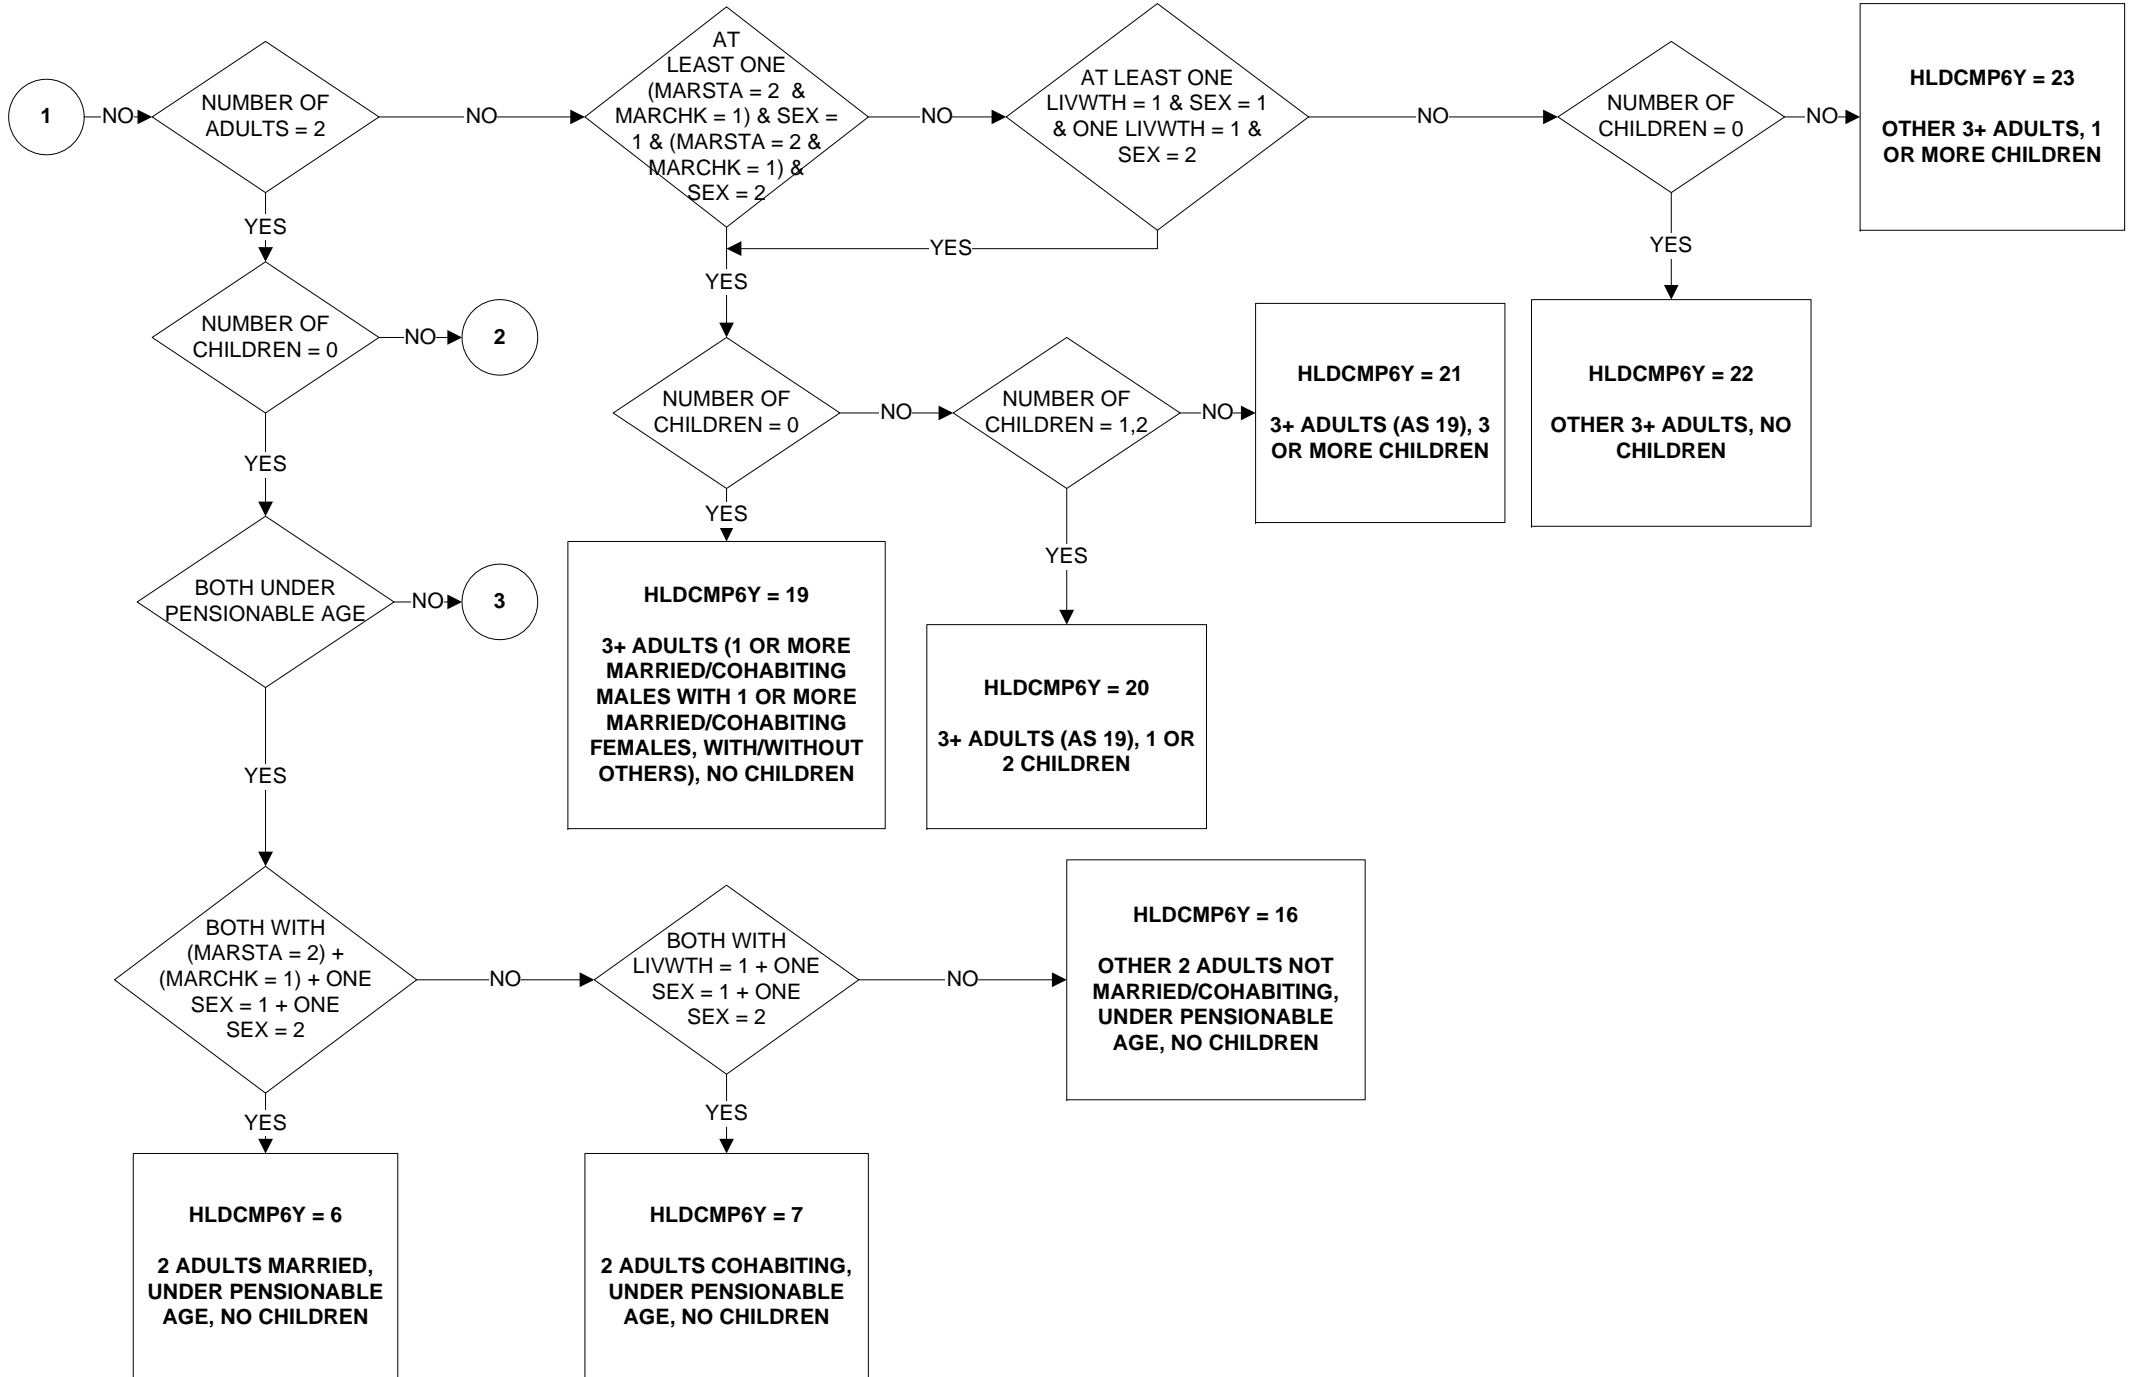 1
NO
NUMBER OF
ADULTS = 2
NO
AT
LEAST ONE
(MARSTA = 2 &
MARCHK = 1) & SEX =
1 & (MARSTA = 2 &
MARCHK = 1) &
SEX = 2
NO
AT LEAST ONE
LIVWTH = 1 & SEX = 1
& ONE LIVWTH = 1 &
SEX = 2
NO
NUMBER OF
CHILDREN = 0
NO
HLDCMP6Y = 23
OTHER 3+ ADULTS, 1
OR MORE CHILDREN
YES
YES
YES
YES
NUMBER OF
CHILDREN = 0
NO
2
NUMBER OF
CHILDREN = 0
NO
NUMBER OF
CHILDREN = 1,2
NO
HLDCMP6Y = 21
3+ ADULTS (AS 19), 3
OR MORE CHILDREN
HLDCMP6Y = 22
OTHER 3+ ADULTS, NO
CHILDREN
YES
YES
YES
BOTH UNDER
PENSIONABLE AGE
NO
3
HLDCMP6Y = 19
3+ ADULTS (1 OR MORE
MARRIED/COHABITING
MALES WITH 1 OR MORE
MARRIED/COHABITING
FEMALES, WITH/WITHOUT
OTHERS), NO CHILDREN
HLDCMP6Y = 20
3+ ADULTS (AS 19), 1 OR
2 CHILDREN
YES
BOTH WITH
(MARSTA = 2) +
(MARCHK = 1) + ONE
SEX = 1 + ONE
SEX = 2
NO
BOTH WITH
LIVWTH = 1 + ONE
SEX = 1 + ONE
SEX = 2
NO
HLDCMP6Y = 16
OTHER 2 ADULTS NOT
MARRIED/COHABITING,
UNDER PENSIONABLE
AGE, NO CHILDREN
YES
YES
HLDCMP6Y = 6
2 ADULTS MARRIED,
UNDER PENSIONABLE
AGE, NO CHILDREN
HLDCMP6Y = 7
2 ADULTS COHABITING,
UNDER PENSIONABLE
AGE, NO CHILDREN